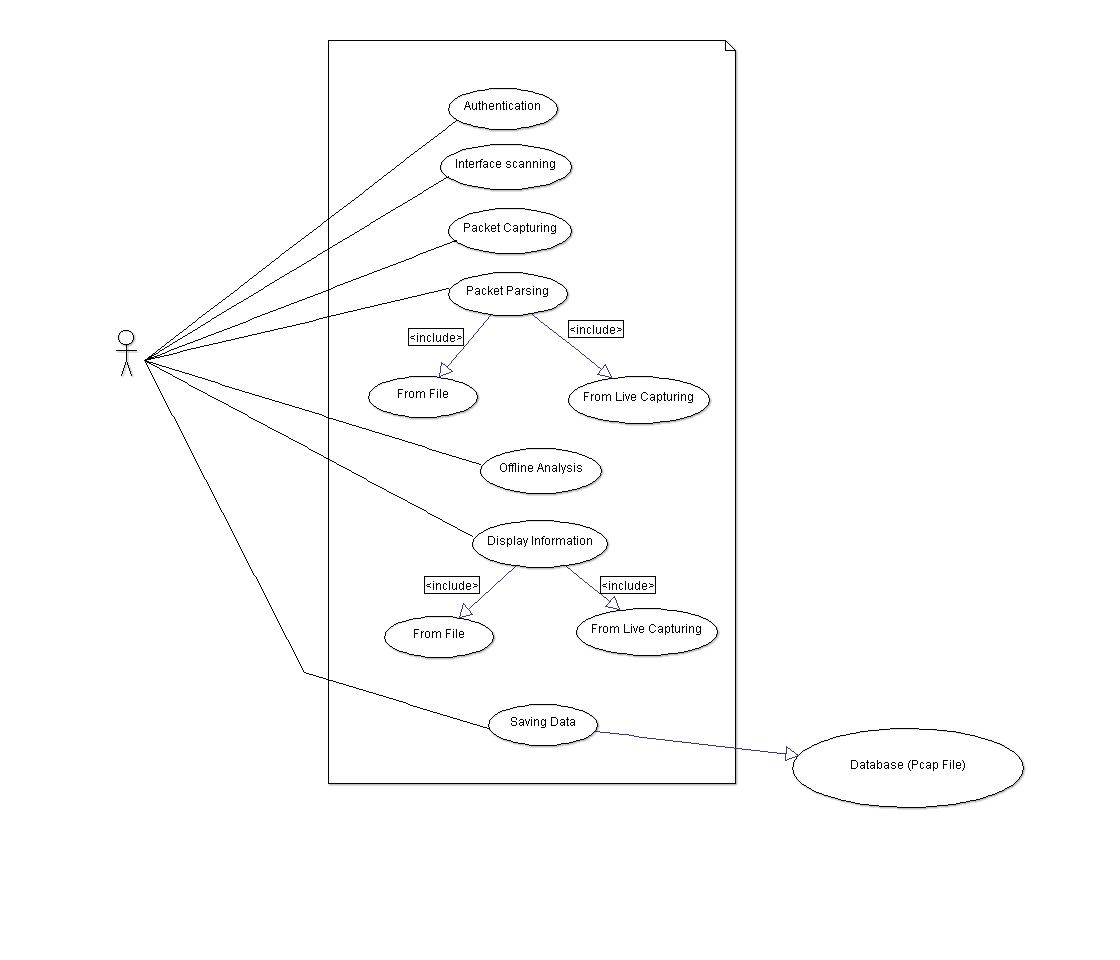 Authentication
Interface scanning
Packet Capturing
Packet Parsing
<include>
<include>
From File
From Live Capturing
Offline Analysis
Display Information
<include>
<include>
From File
From Live Capturing
Saving Data
Database (Pcap File)